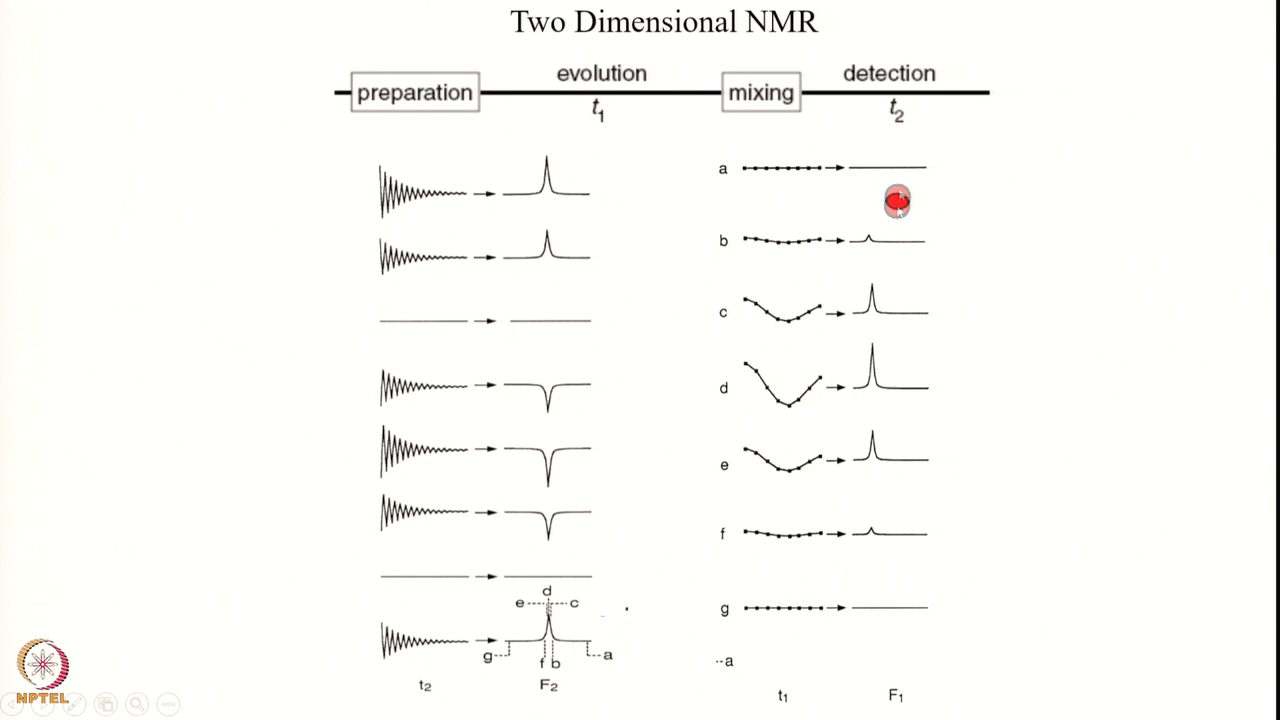 Two Dimensional NMR
preparation
evolution
t₁
mixing
detection
t₂
a
b
c
d
e
f
g
d
e
c
g
f
b
a
t₂
F₂
--a
t₁
F₁
NPTEL